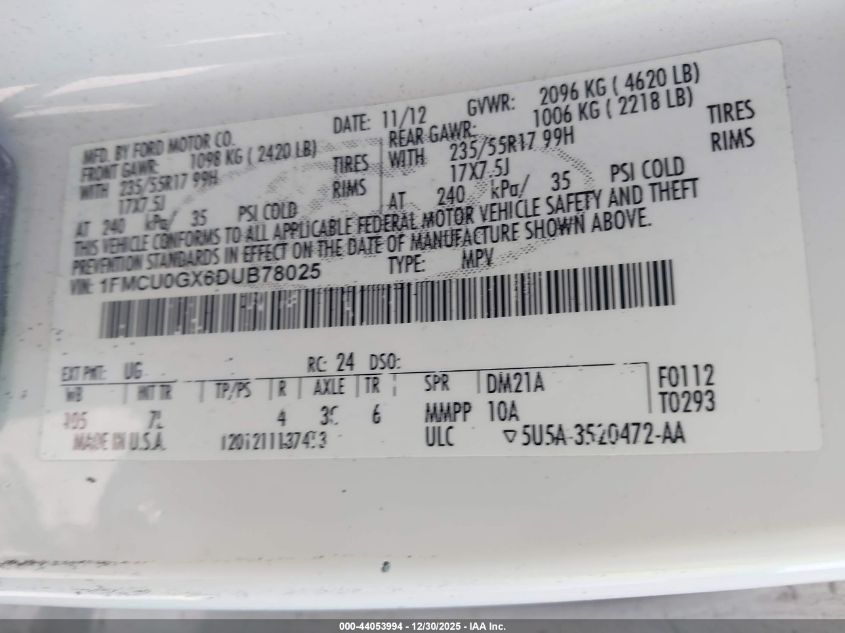 MFD. BY FORD MOTOR CO. DATE: 11/12 GVWR: 2096 KG ( 4620 LB)
FRONT GAWR: 1098 KG ( 2420 LB) REAR GAWR: 1006 KG ( 2218 LB)
WITH 235/55R17 99H TIRES WITH 235/55R17 99H TIRES
17X7.5J RIMS 17X7.5J RIMS
AT 240 kPa/ 35 PSI COLD AT 240 kPa/ 35 PSI COLD
THIS VEHICLE CONFORMS TO ALL APPLICABLE FEDERAL MOTOR VEHICLE SAFETY AND THEFT
PREVENTION STANDARDS IN EFFECT ON THE DATE OF MANUFACTURE SHOWN ABOVE.
VIN: 1FMCU0GX6DUB78025 TYPE: MPV
EXT PNT: UG RC: 24 DSO:
WB INT TR TP/PS R AXLE TR SPR DM21A F0112
4 6 MMPP 10A T0293
MADE IN U.S.A. ULC 5U5A-3520472-AA
000-44053994 - 12/30/2025 - IAA Inc.